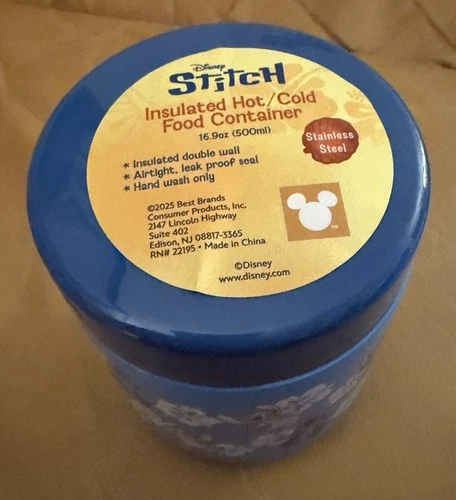 Disney
Stitch
Insulated Hot/Cold
Food Container
16.9oz (500ml)
Stainless
Steel
* Insulated double wall
* Airtight, leak proof seal
* Hand wash only
©2025 Best Brands
Consumer Products, Inc.
2147 Lincoln Highway
Suite 402
Edison, NJ 08817-3365
RN# 22195 • Made in China
TM
©Disney
www.disney.com